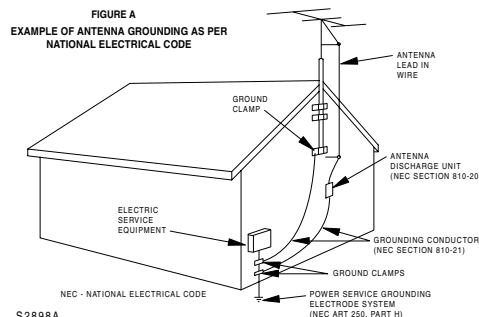 FIGURE A
EXAMPLE OF ANTENNA GROUNDING AS PER
NATIONAL ELECTRICAL CODE
ANTENNA
LEAD IN
WIRE
GROUND
CLAMP
ANTENNA
DISCHARGE UNIT
(NEC SECTION 810-20
ELECTRIC
SERVICE
EQUIPMENT
GROUNDING CONDUCTOR
(NEC SECTION 810-21)
GROUND CLAMPS
NEC - NATIONAL ELECTRICAL CODE
POWER SERVICE GROUNDING
ELECTRODE SYSTEM
(NEC ART 250, PART H)
S2898A